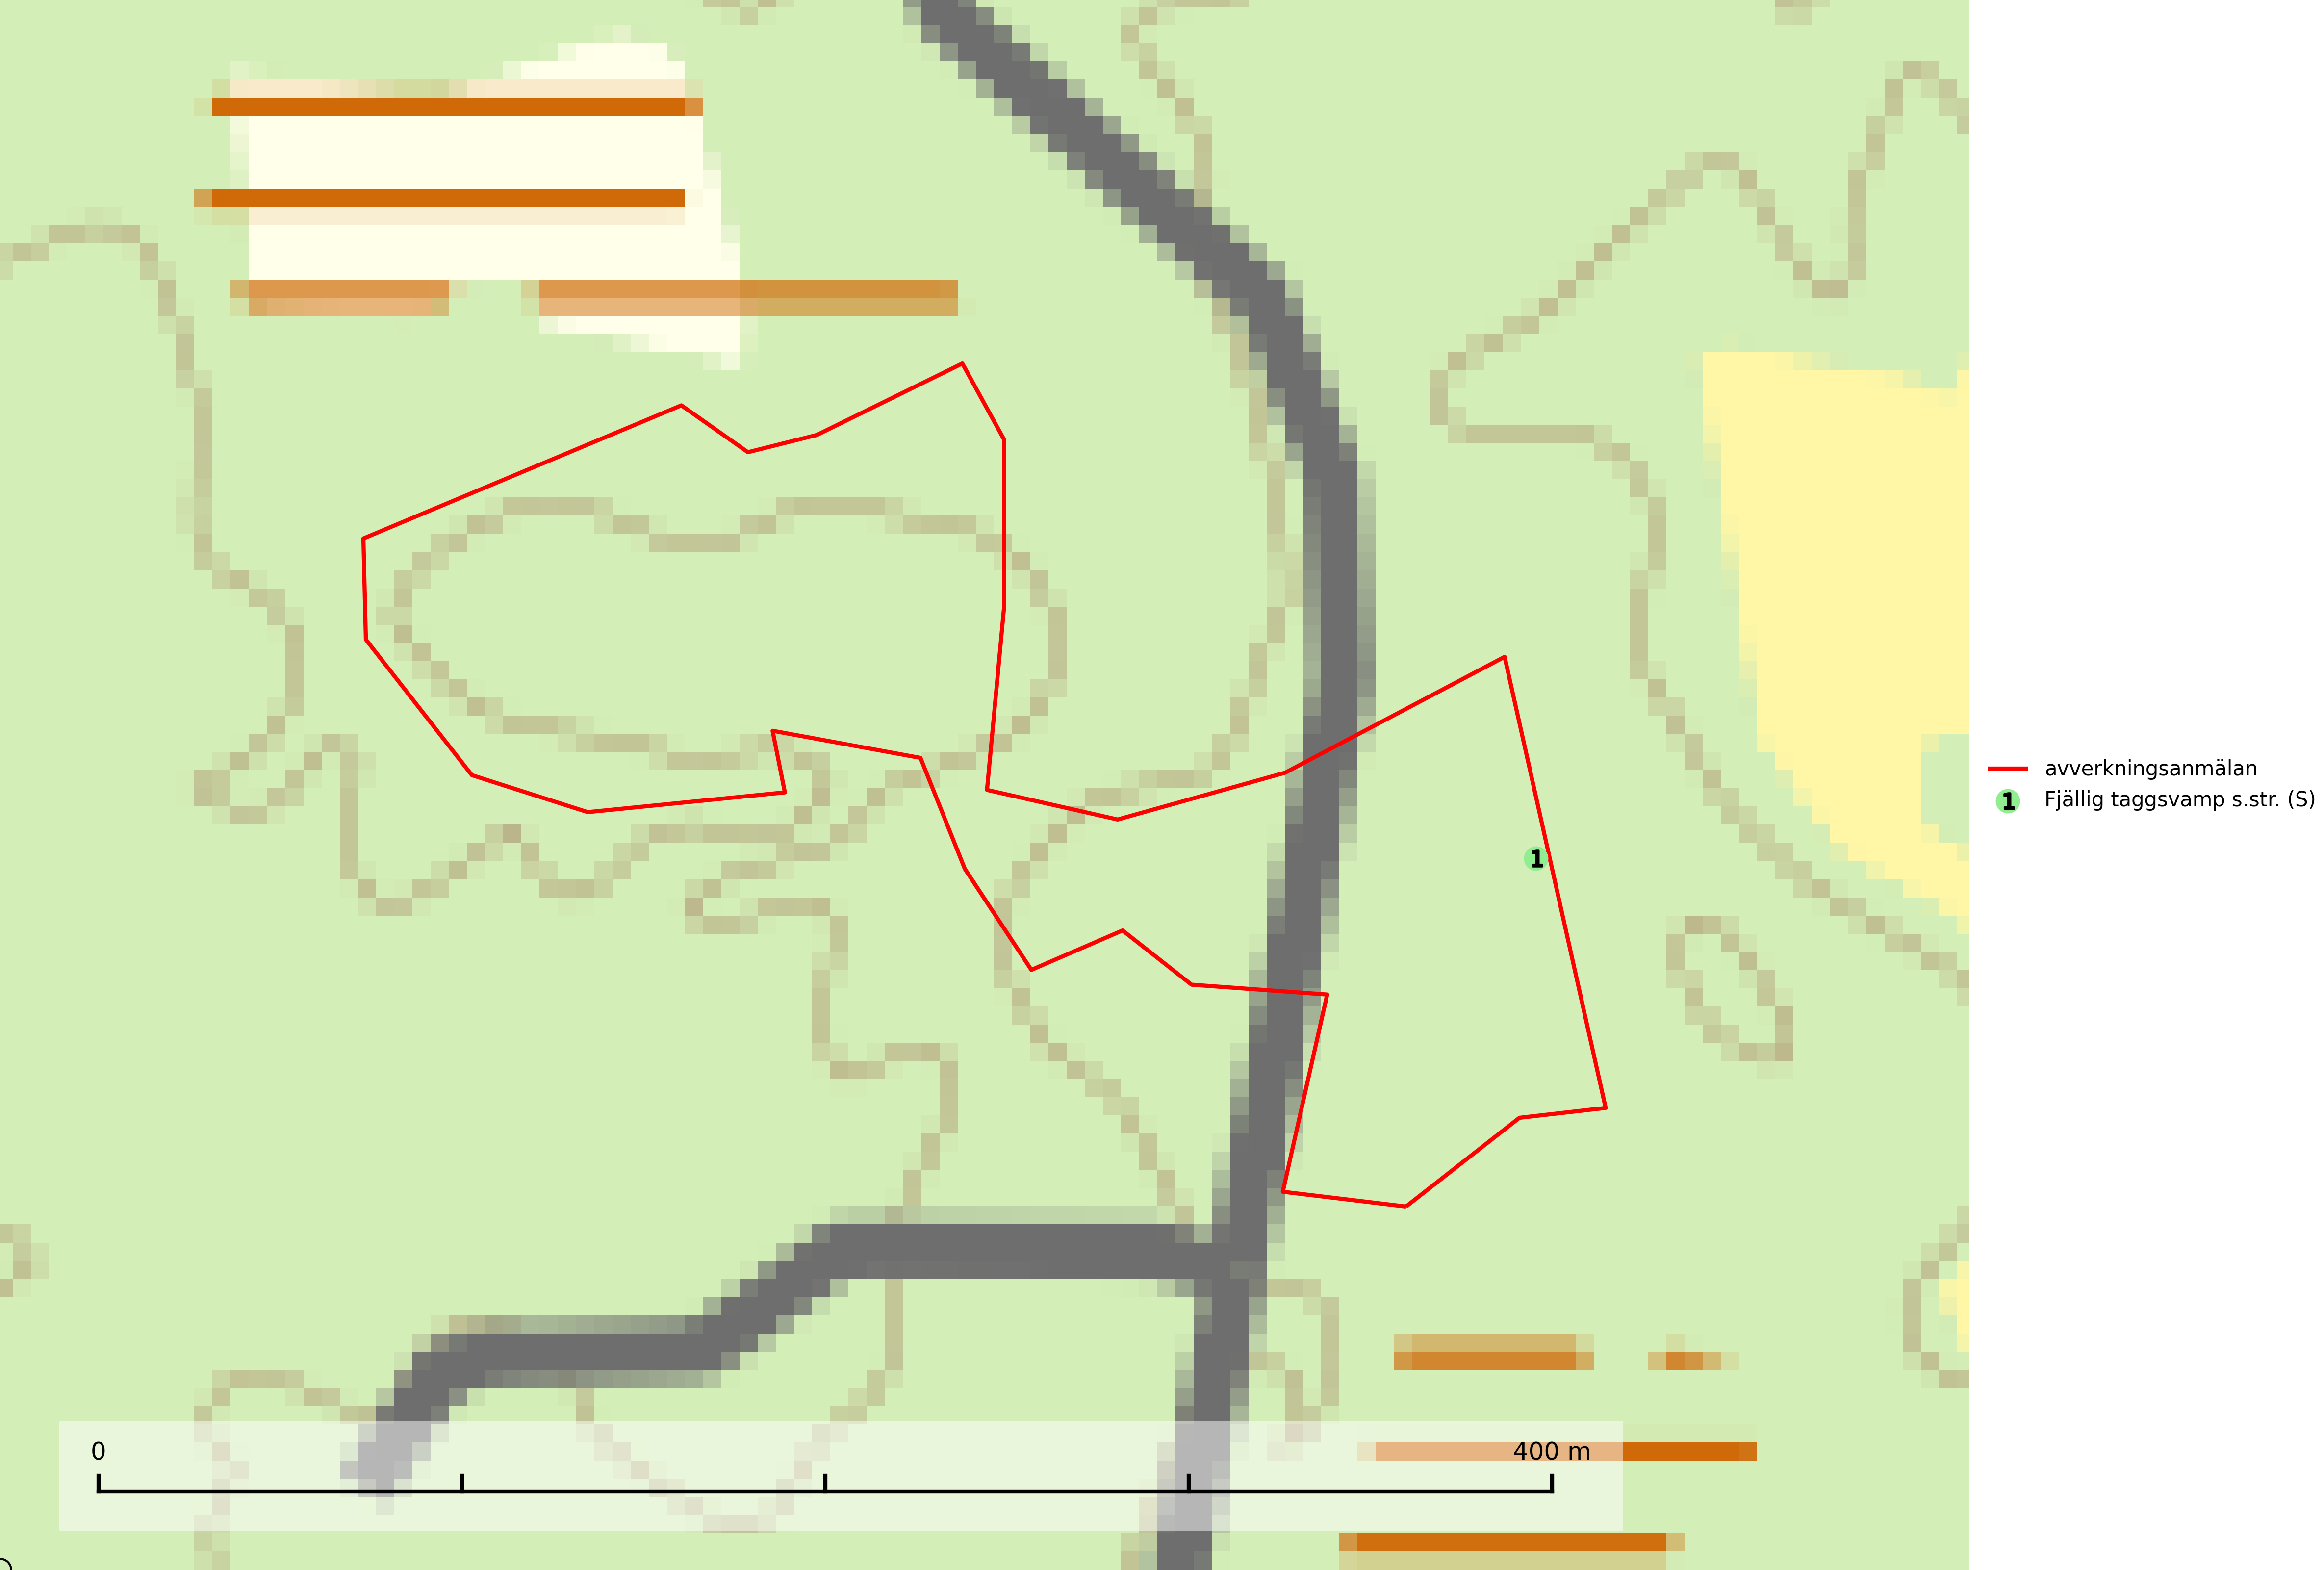 avverkningsanmälan
1 Fjällig taggsvamp s.str. (S)
1
0 400 m